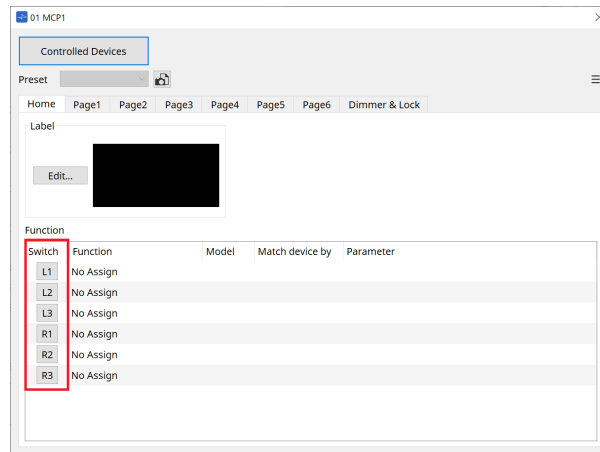 01 MCP1
Controlled Devices
Preset
Home Page1 Page2 Page3 Page4 Page5 Page6 Dimmer & Lock
Label
Edit...
Function
Switch Function Model Match device by Parameter
L1 No Assign
L2 No Assign
L3 No Assign
R1 No Assign
R2 No Assign
R3 No Assign